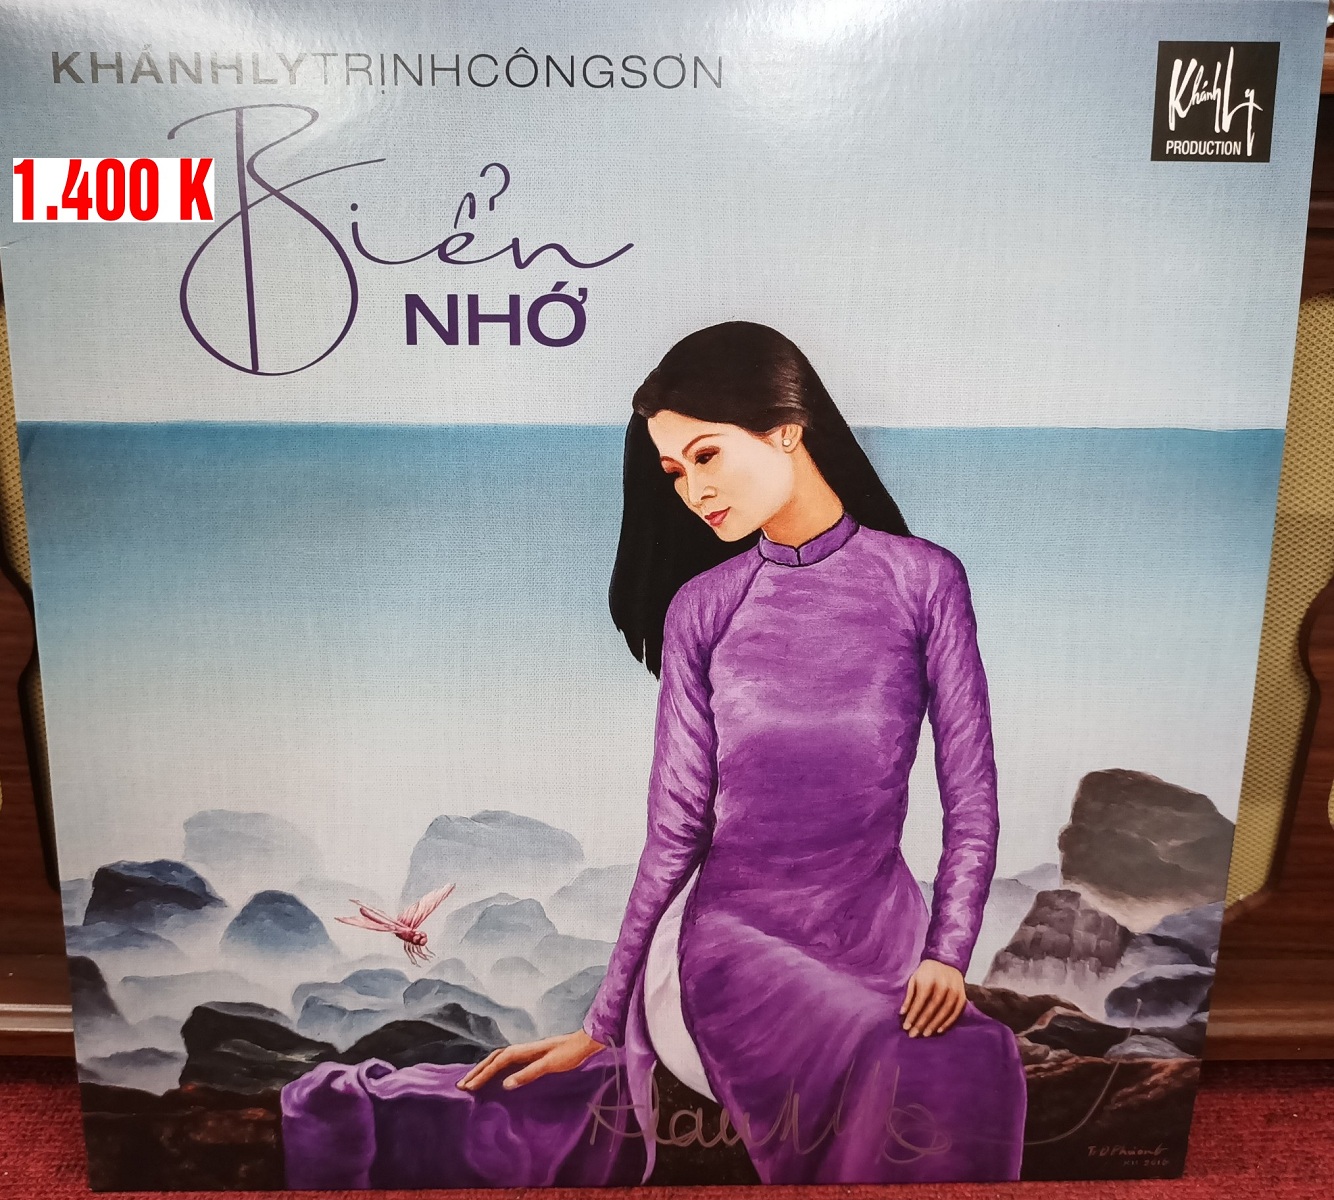 KHÁNHLYTRỊNHCÔNGSƠN
Khánh Ly
PRODUCTION
1.400 K
Biển
NHỚ